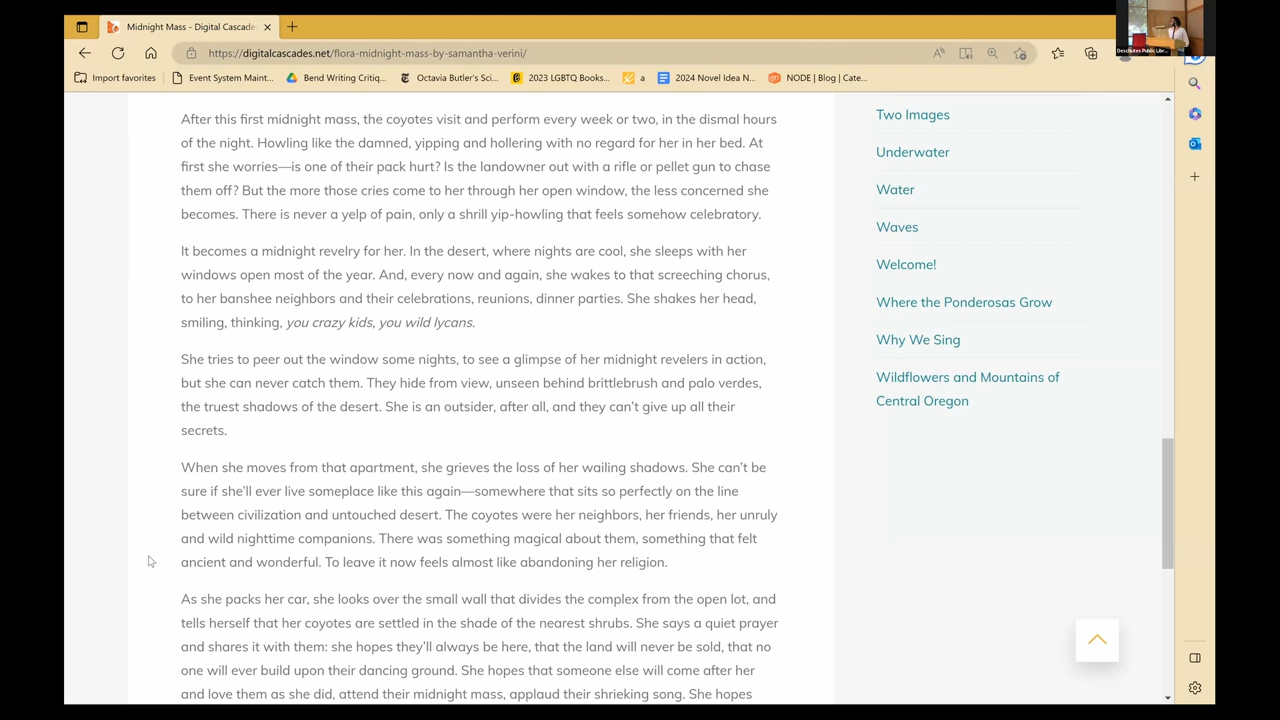 Midnight Mass - Digital Cascade
https://digitalcascades.net/flora-midnight-mass-by-samantha-verini/
Import favorites
Event System Maint...
Bend Writing Critiq...
Octavia Butler's Sci...
2023 LGBTQ Books...
a
2024 Novel Idea N...
NODE | Blog | Cate...
After this first midnight mass, the coyotes visit and perform every week or two, in the dismal hours
of the night. Howling like the damned, yipping and hollering with no regard for her in her bed. At
first she worries—is one of their pack hurt? Is the landowner out with a rifle or pellet gun to chase
them off? But the more those cries come to her through her open window, the less concerned she
becomes. There is never a yelp of pain, only a shrill yip-howling that feels somehow celebratory.
It becomes a midnight revelry for her. In the desert, where nights are cool, she sleeps with her
windows open most of the year. And, every now and again, she wakes to that screeching chorus,
to her banshee neighbors and their celebrations, reunions, dinner parties. She shakes her head,
smiling, thinking, you crazy kids, you wild lycans.
She tries to peer out the window some nights, to see a glimpse of her midnight revelers in action,
but she can never catch them. They hide from view, unseen behind brittlebrush and palo verdes,
the truest shadows of the desert. She is an outsider, after all, and they can't give up all their
secrets.
When she moves from that apartment, she grieves the loss of her wailing shadows. She can't be
sure if she'll ever live someplace like this again—somewhere that sits so perfectly on the line
between civilization and untouched desert. The coyotes were her neighbors, her friends, her unruly
and wild nighttime companions. There was something magical about them, something that felt
ancient and wonderful. To leave it now feels almost like abandoning her religion.
As she packs her car, she looks over the small wall that divides the complex from the open lot, and
tells herself that her coyotes are settled in the shade of the nearest shrubs. She says a quiet prayer
and shares it with them: she hopes they'll always be here, that the land will never be sold, that no
one will ever build upon their dancing ground. She hopes that someone else will come after her
and love them as she did, attend their midnight mass, applaud their shrieking song. She hopes
Two Images
Underwater
Water
Waves
Welcome!
Where the Ponderosas Grow
Why We Sing
Wildflowers and Mountains of
Central Oregon
Deschutes Public Libr...